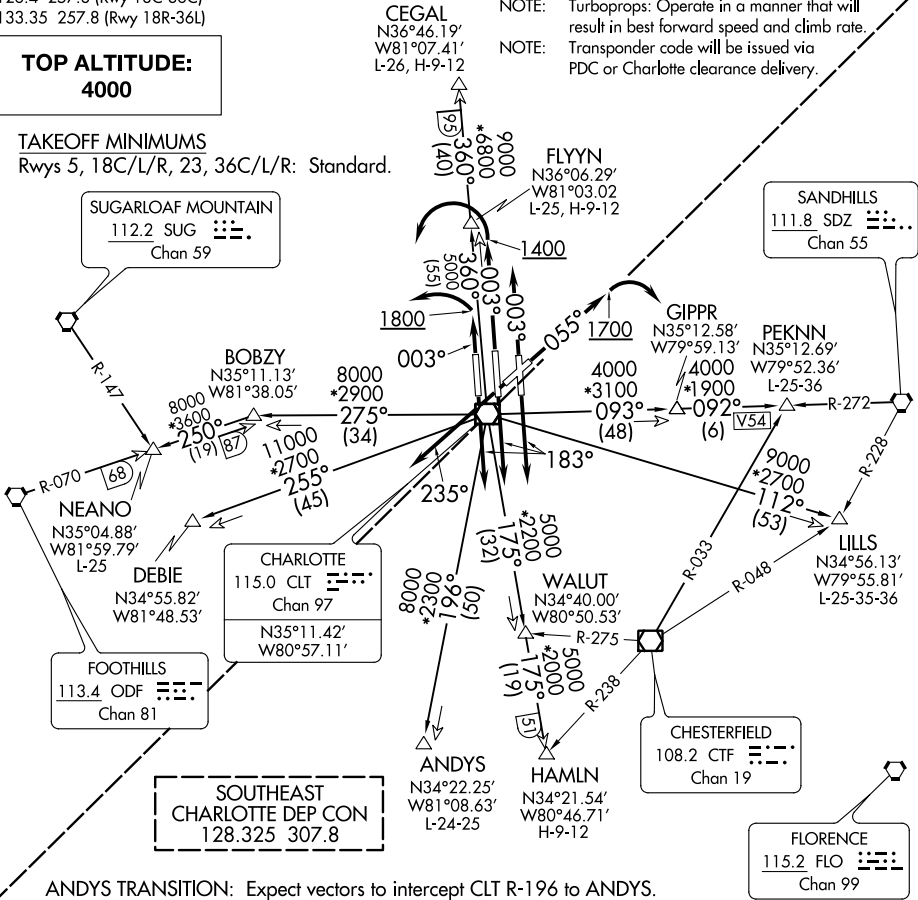 133.35 257.8 (Rwy 18R-36L)
TOP ALTITUDE:
4000
TAKEOFF MINIMUMS
Rwys 5, 18C/L/R, 23, 36C/L/R: Standard.
CEGAL
N36°46.19'
W81°07.41'
L-26, H-9-12
NOTE: Turboprops: Operate in a manner that will
result in best forward speed and climb rate.
NOTE: Transponder code will be issued via
PDC or Charlotte clearance delivery.
95
360°
(40)
9000
*6800
FLYYN
N36°06.29'
W81°03.02
L-25, H-9-12
1400
SUGARLOAF MOUNTAIN
112.2 SUG
Chan 59
SANDHILLS
111.8 SDZ
Chan 55
5000
(55)
360°
003°
003°
1800
003°
055°
1700
GIPPR
N35°12.58'
W79°59.13'
PEKNN
N35°12.69'
W79°52.36'
L-25-36
R-147
BOBZY
N35°11.13'
W81°38.05'
8000
*2900
275°
(34)
4000
*3100
093°
(48)
4000
*1900
092°
(6)
V54
R-272
8000
*3600
250°
(19)
87
R-070
68
NEANO
N35°04.88'
W81°59.79'
L-25
11000
*2700
255°
(45)
235°
183°
9000
*2700
112°
(53)
R-228
LILLS
N34°56.13'
W79°55.81'
L-25-35-36
DEBIE
N34°55.82'
W81°48.53'
CHARLOTTE
115.0 CLT
Chan 97
N35°11.42'
W80°57.11'
FOOTHILLS
113.4 ODF
Chan 81
8000
*2300
196°
(50)
5000
*2200
175°
(32)
WALUT
N34°40.00'
W80°50.53'
R-275
R-033
R-048
R-238
5000
*2000
175°
(19)
51
CHESTERFIELD
108.2 CTF
Chan 19
ANDYS
N34°22.25'
W81°08.63'
L-24-25
HAMLN
N34°21.54'
W80°46.71'
H-9-12
SOUTHEAST
CHARLOTTE DEP CON
128.325 307.8
FLORENCE
115.2 FLO
Chan 99
ANDYS TRANSITION: Expect vectors to intercept CLT R-196 to ANDYS.